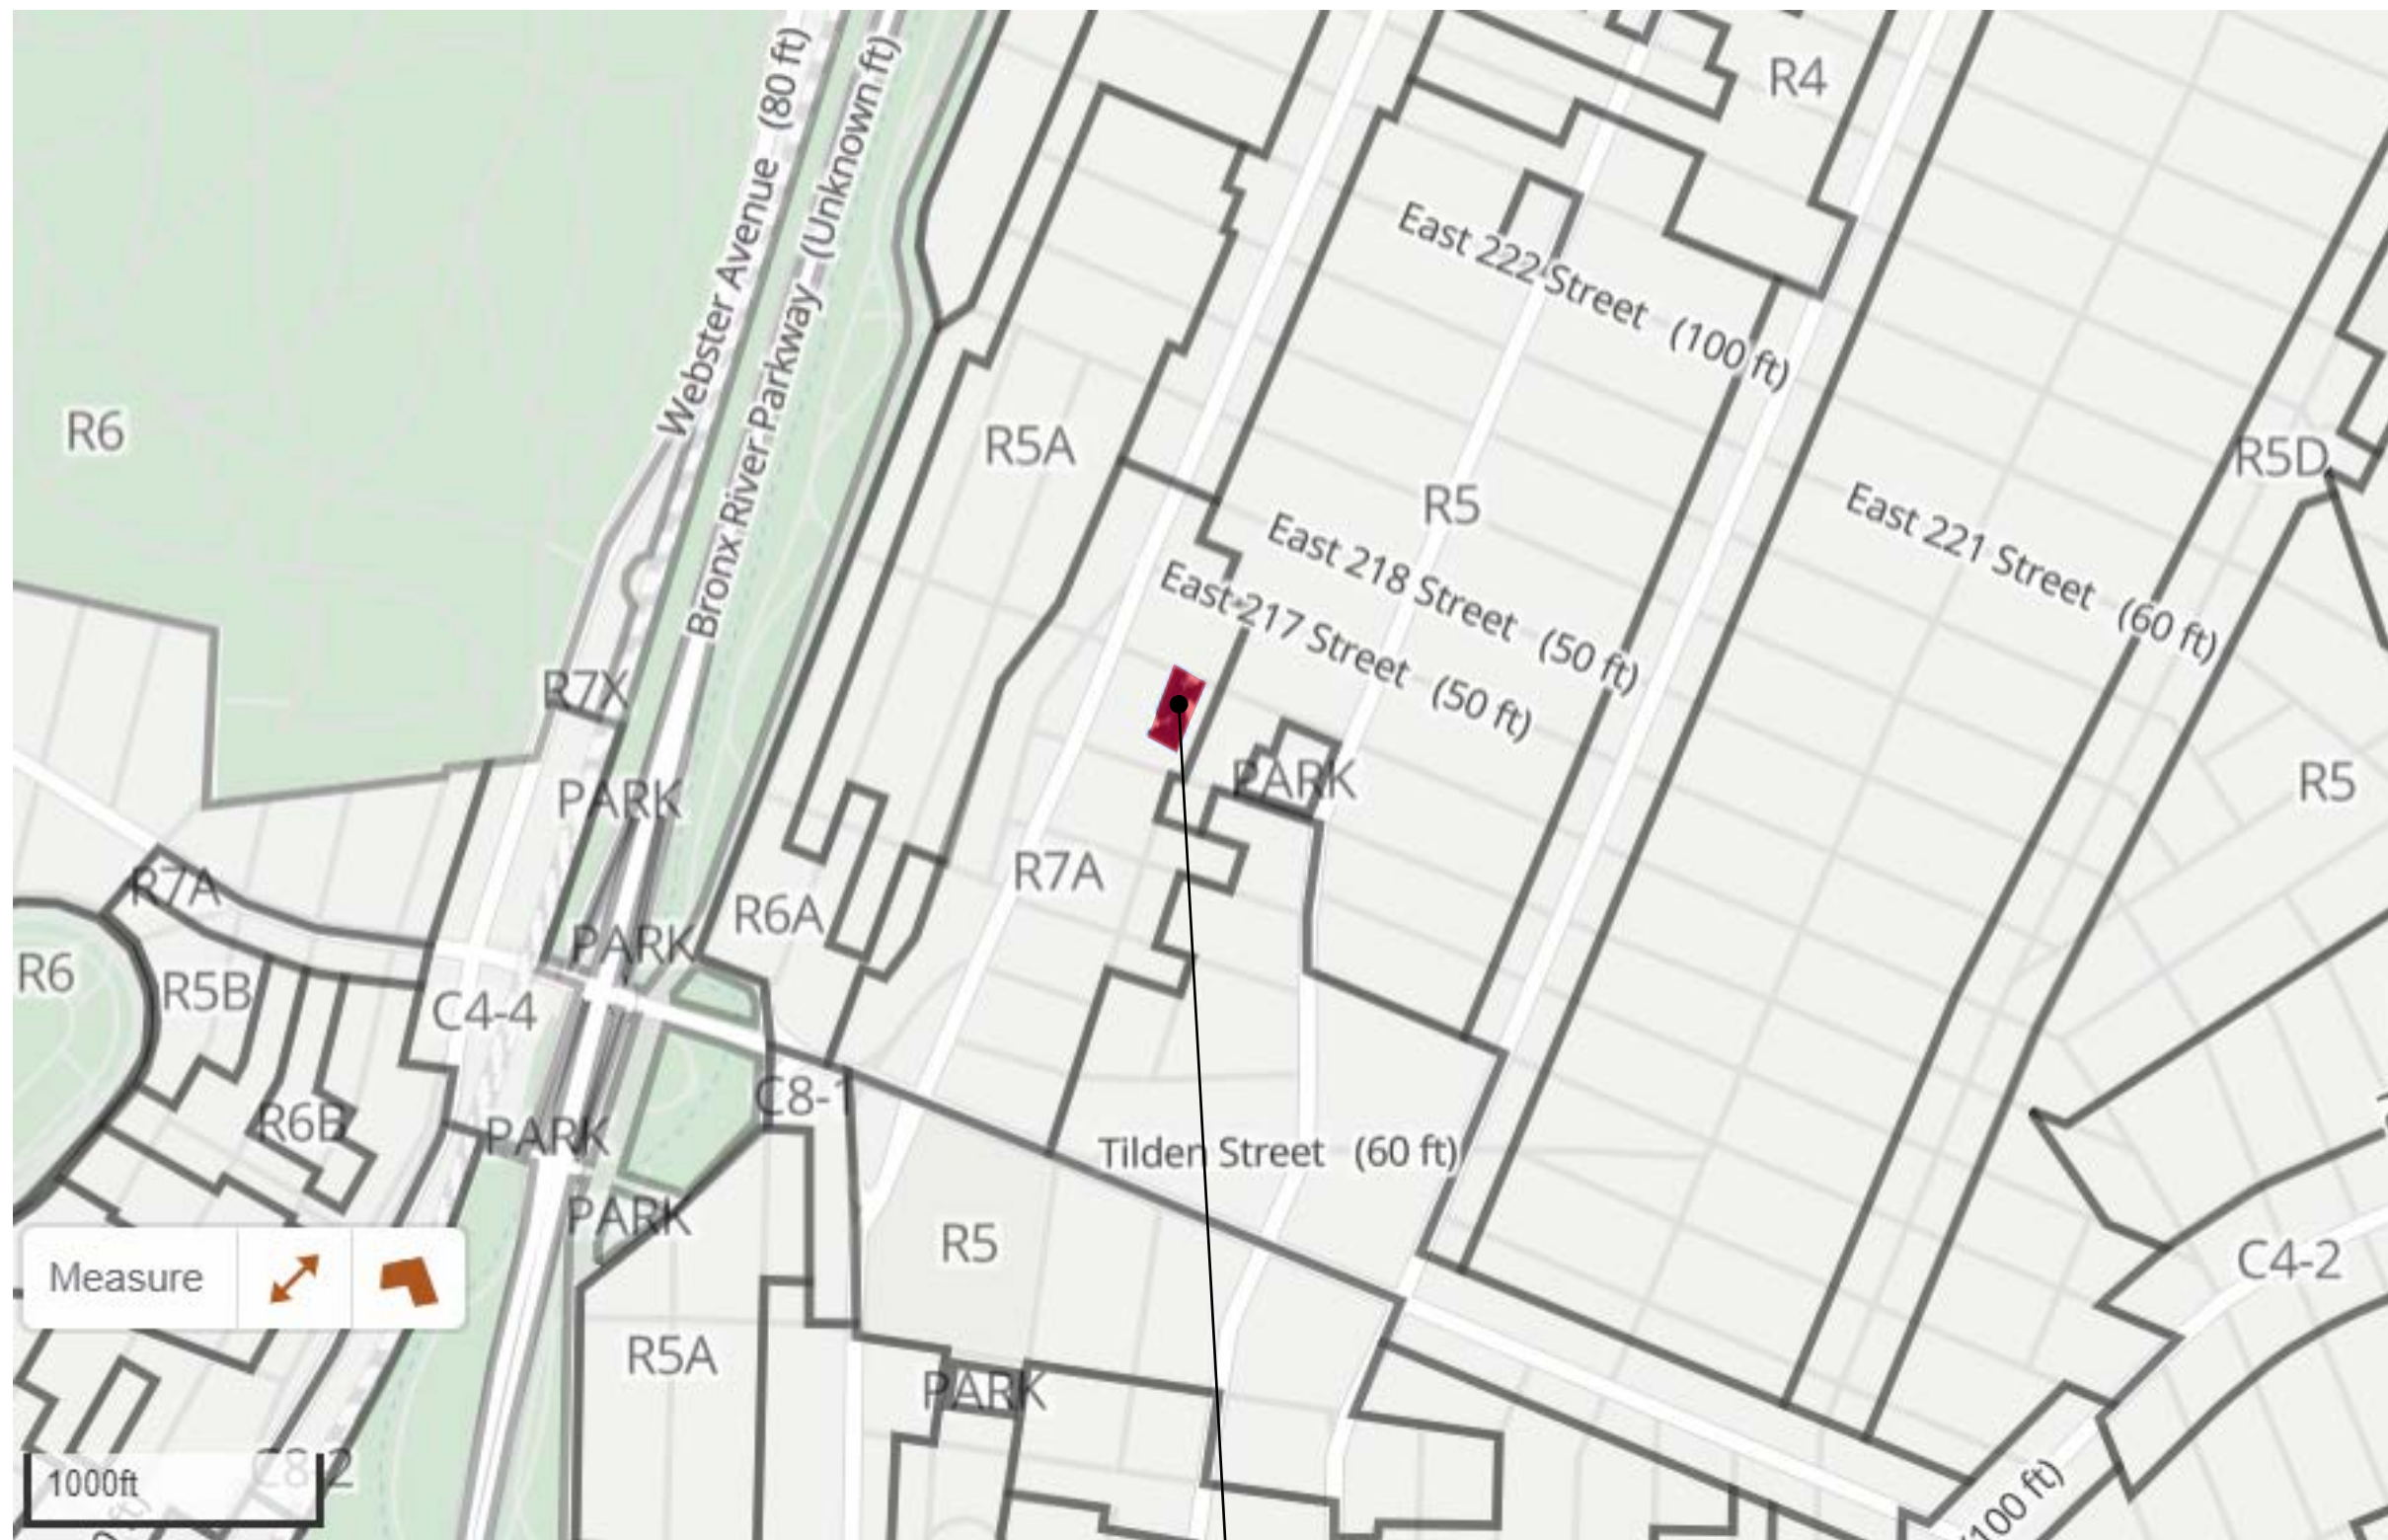 Webster Avenue (80 ft)
Bronx River Parkway (Unknown ft)
R4
East 222 Street (100 ft)
R6
R5A
R5
R5D
East 218 Street (50 ft)
East 221 Street (60 ft)
East 217 Street (50 ft)
R7X
PARK
PARK
R5
R7A
R7A
R6A
PARK
R6
R5B
C4-4
C8-1
R6B
PARK
Tilden Street (60 ft)
PARK
R5
C4-2
Measure
R5A
PARK
C8-2
1000ft
(100 ft)